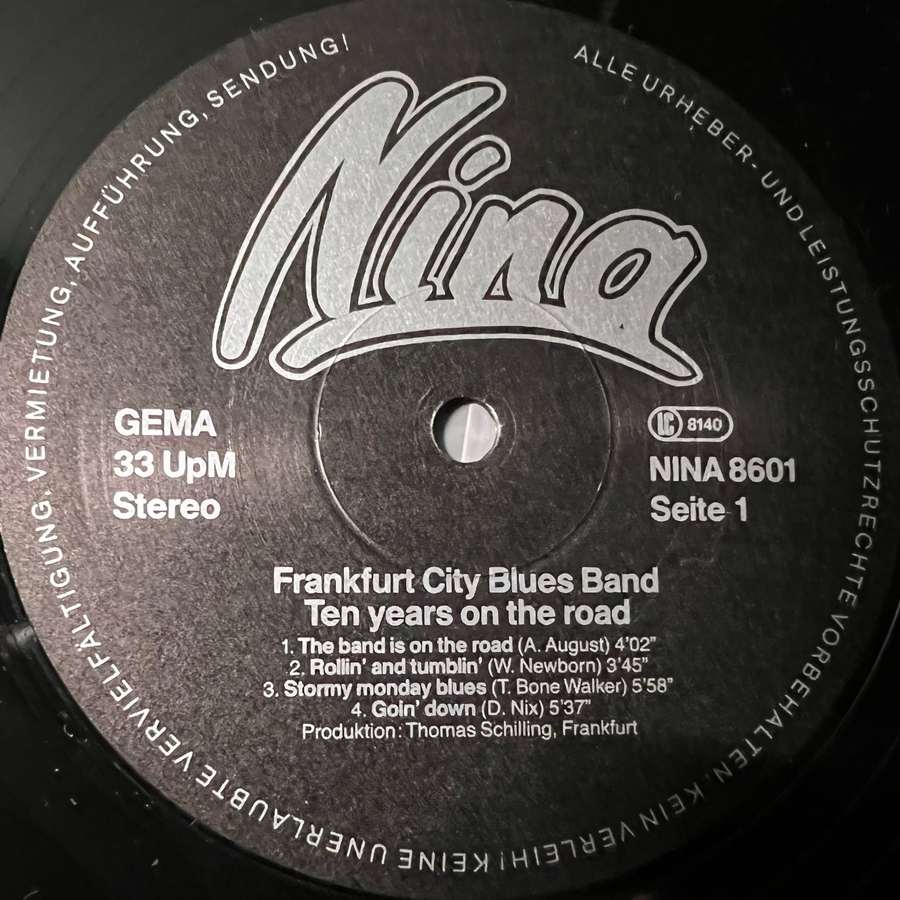 ALLE URHEBER- UND LEISTUNGSSCHUTZRECHTE VORBEHALTEN. KEIN VERLEIH! KEINE UNERLAUBTE VERVIELFÄLTIGUNG, VERMIETUNG, AUFFÜHRUNG, SENDUNG!
Nina
GEMA
33 UpM
Stereo
LC 8140
NINA 8601
Seite 1
Frankfurt City Blues Band
Ten years on the road
1. The band is on the road (A. August) 4'02"
2. Rollin' and tumblin' (W. Newborn) 3'45"
3. Stormy monday blues (T. Bone Walker) 5'58"
4. Goin' down (D. Nix) 5'37"
Produktion: Thomas Schilling, Frankfurt